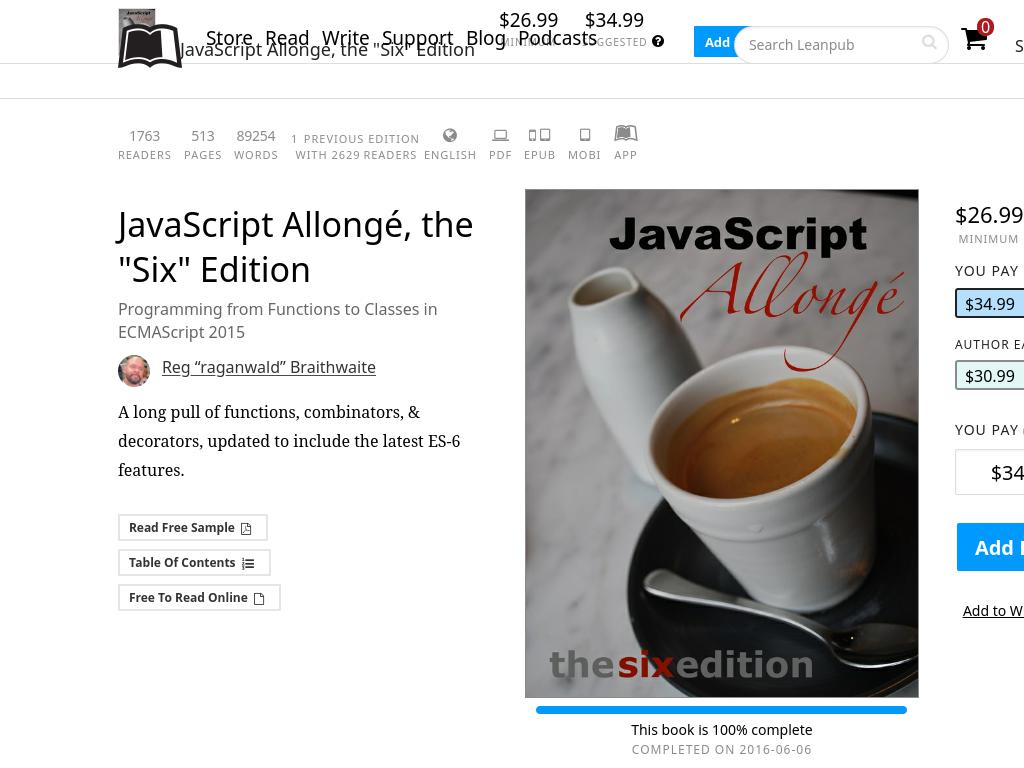 $26.99 $34.99
MINIMUM SUGGESTED
Store Read Write Support Blog Podcasts
JavaScript Allongé, the "Six" Edition
Add
Search Leanpub
0
S
1763 READERS
513 PAGES
89254 WORDS
1 PREVIOUS EDITION
WITH 2629 READERS
ENGLISH
PDF
EPUB
MOBI
APP
JavaScript Allongé, the
"Six" Edition
Programming from Functions to Classes in
ECMAScript 2015
Reg “raganwald” Braithwaite
A long pull of functions, combinators, &
decorators, updated to include the latest ES-6
features.
Read Free Sample
Table Of Contents
Free To Read Online
JavaScript
Allongé
thesixedition
This book is 100% complete
COMPLETED ON 2016-06-06
$26.99
MINIMUM
YOU PAY
$34.99
AUTHOR EA
$30.99
YOU PAY
$34
Add
Add to W